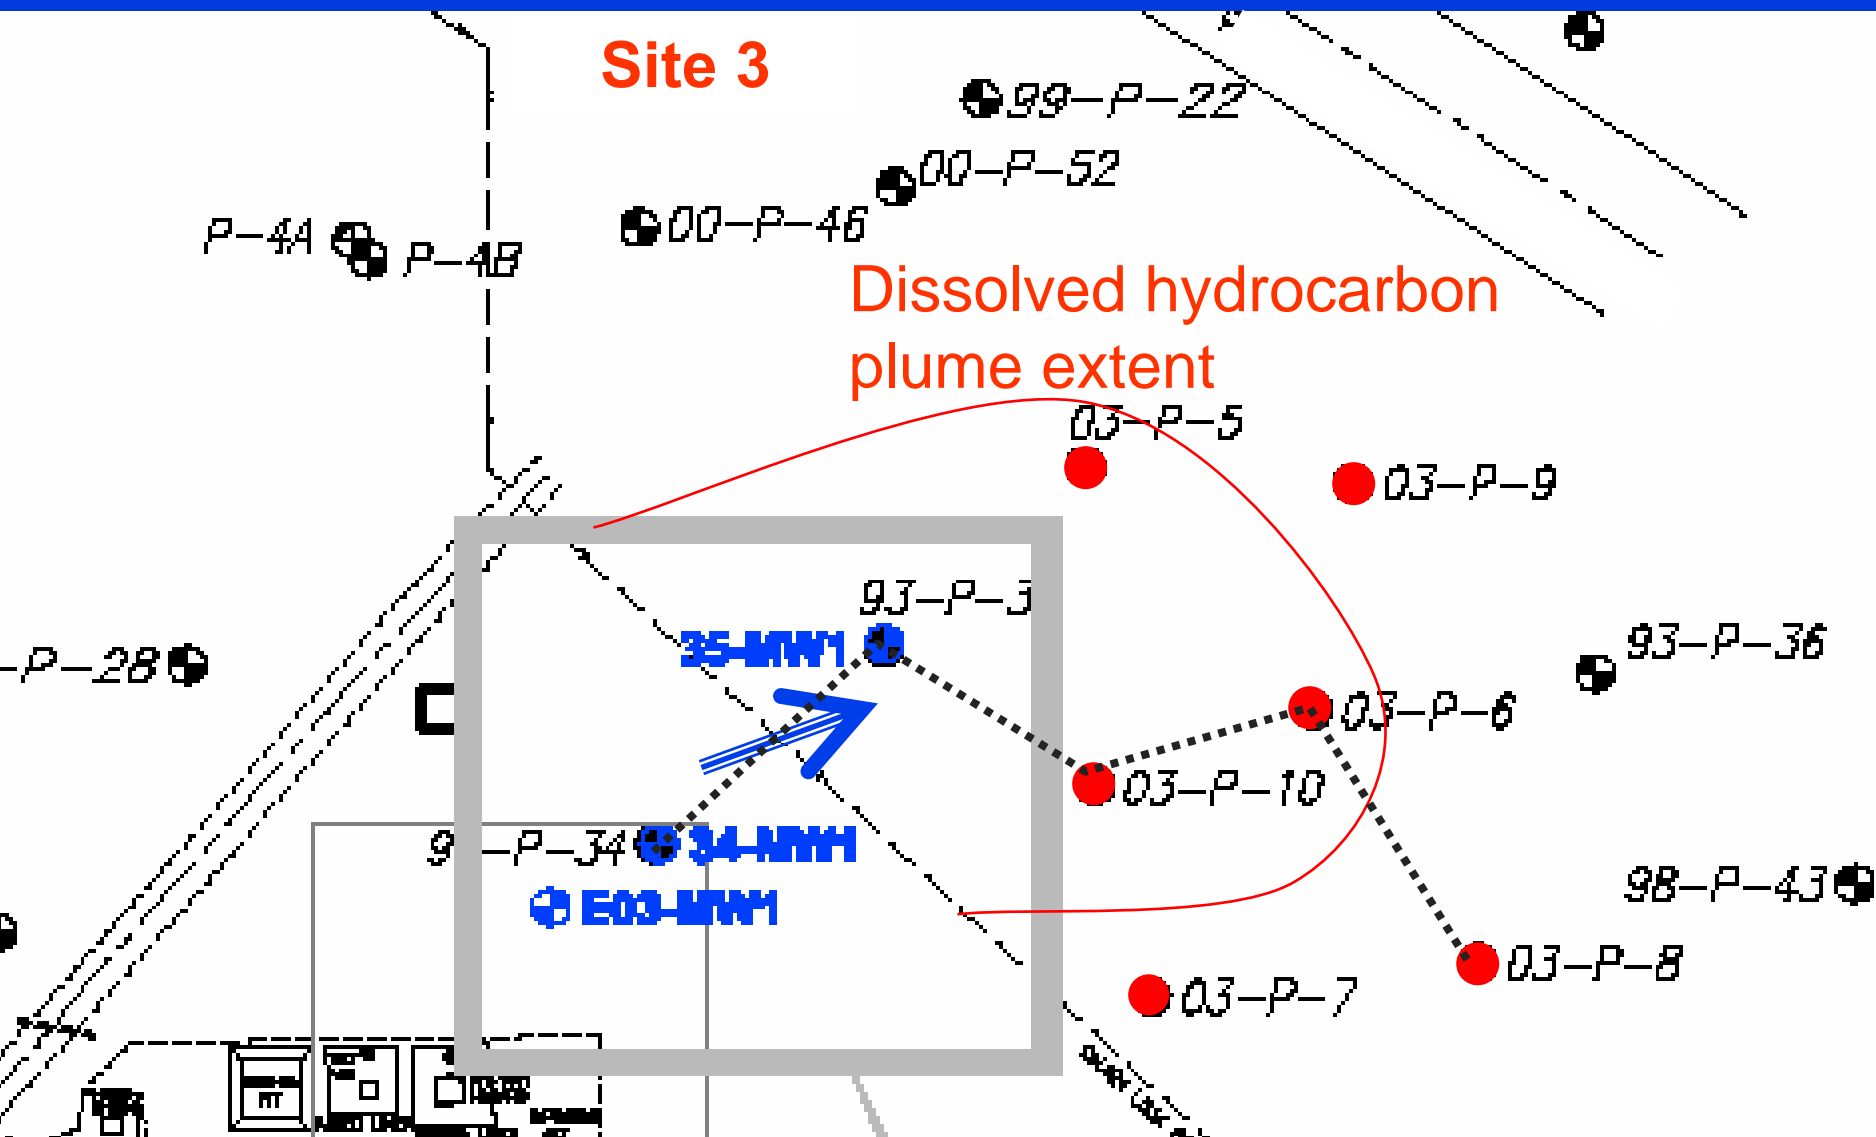 Site 3
99-P-22
00-P-52
00-P-46
P-4A
P-4B
Dissolved hydrocarbon
plume extent
03-P-5
03-P-9
93-P-3
35-MW1
93-P-36
-P-28
03-P-6
03-P-10
9 -P-34
34-MW1
98-P-43
E03-MW1
03-P-8
03-P-7